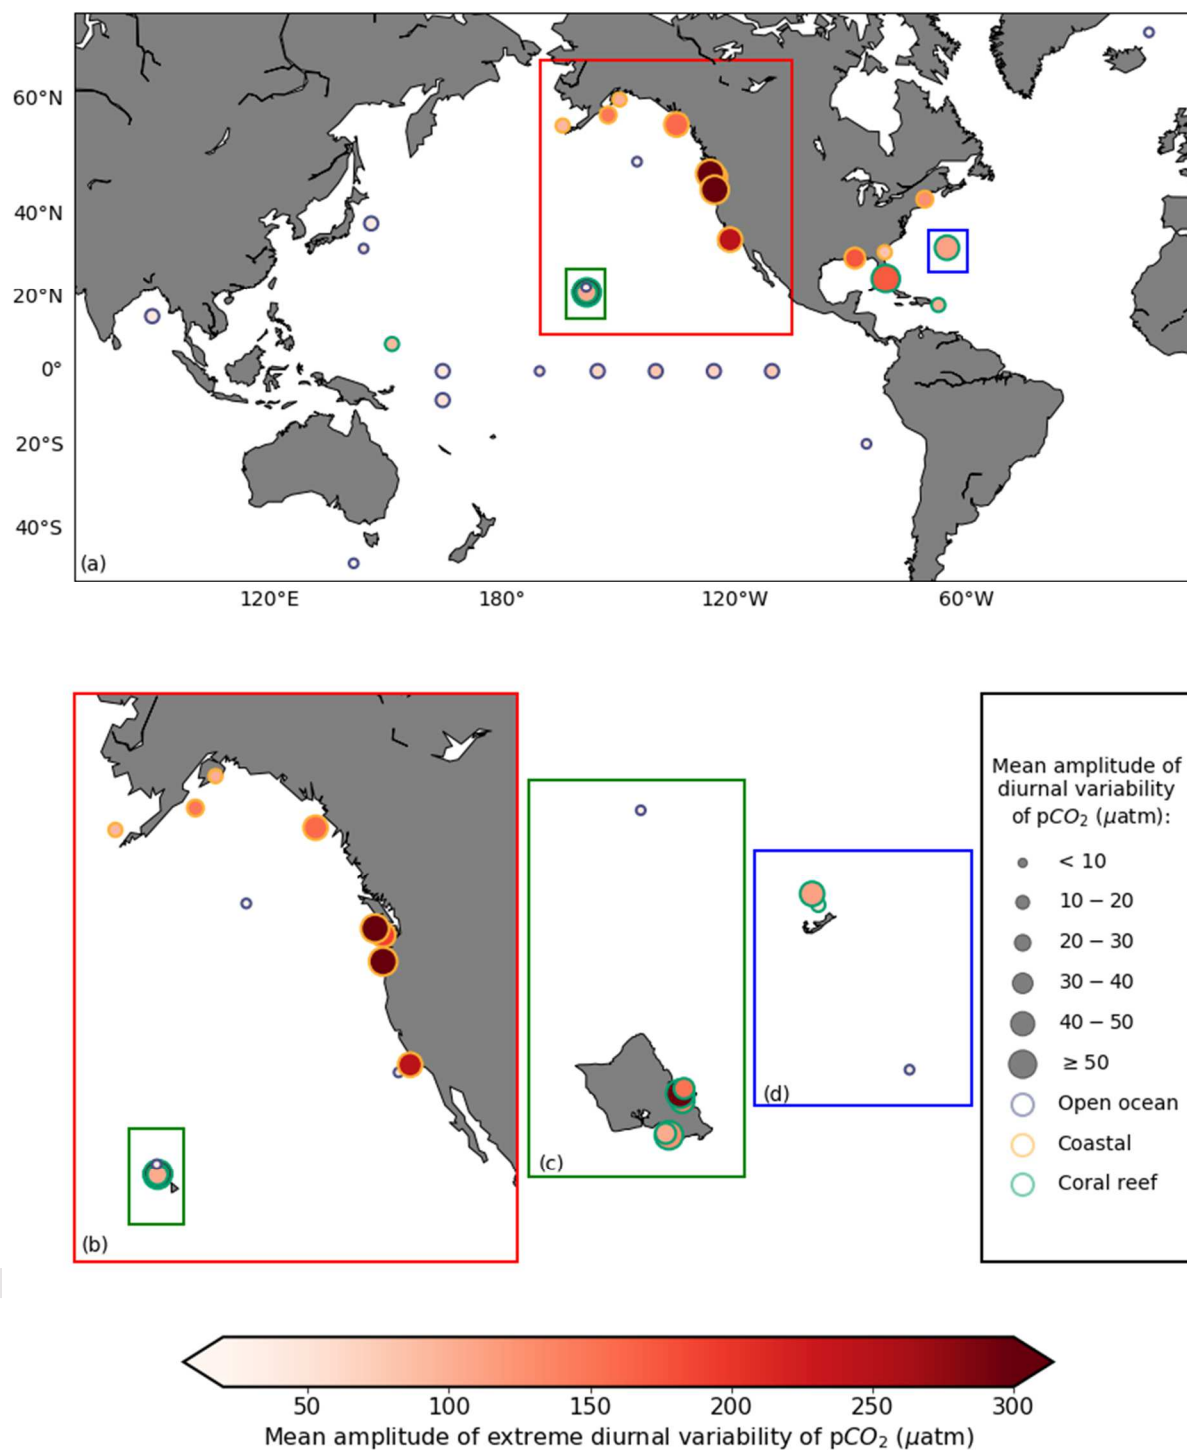 60°N
40°N
20°N
0°
20°S
40°S
(a)
120°E 180° 120°W 60°W
(b)
(c)
(d)
Mean amplitude of
diurnal variability
of pCO₂ (μatm):
< 10
10 − 20
20 − 30
30 − 40
40 − 50
≥ 50
Open ocean
Coastal
Coral reef
50 100 150 200 250 300
Mean amplitude of extreme diurnal variability of pCO₂ (μatm)